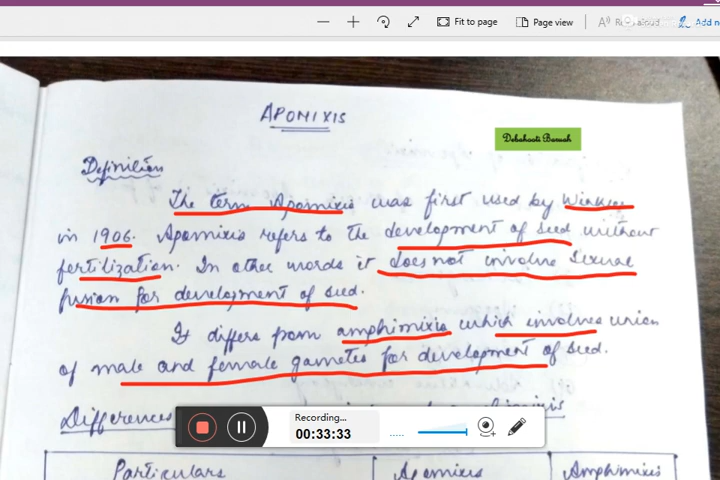 Fit to page
Page view
Add no
APOMIXIS
Debahooti Baruah
Definition
The term Apomixis was first used by Winkler
in 1906. Apomixis refers to the development of seed without
fertilization. In other words it does not involve sexual
fusion for development of seed.
It differs from amphimixis which involves union
of male and female gametes for development of seed.
Differences
Recording...
00:33:33
Particulars
Apomixis
Amphimixis